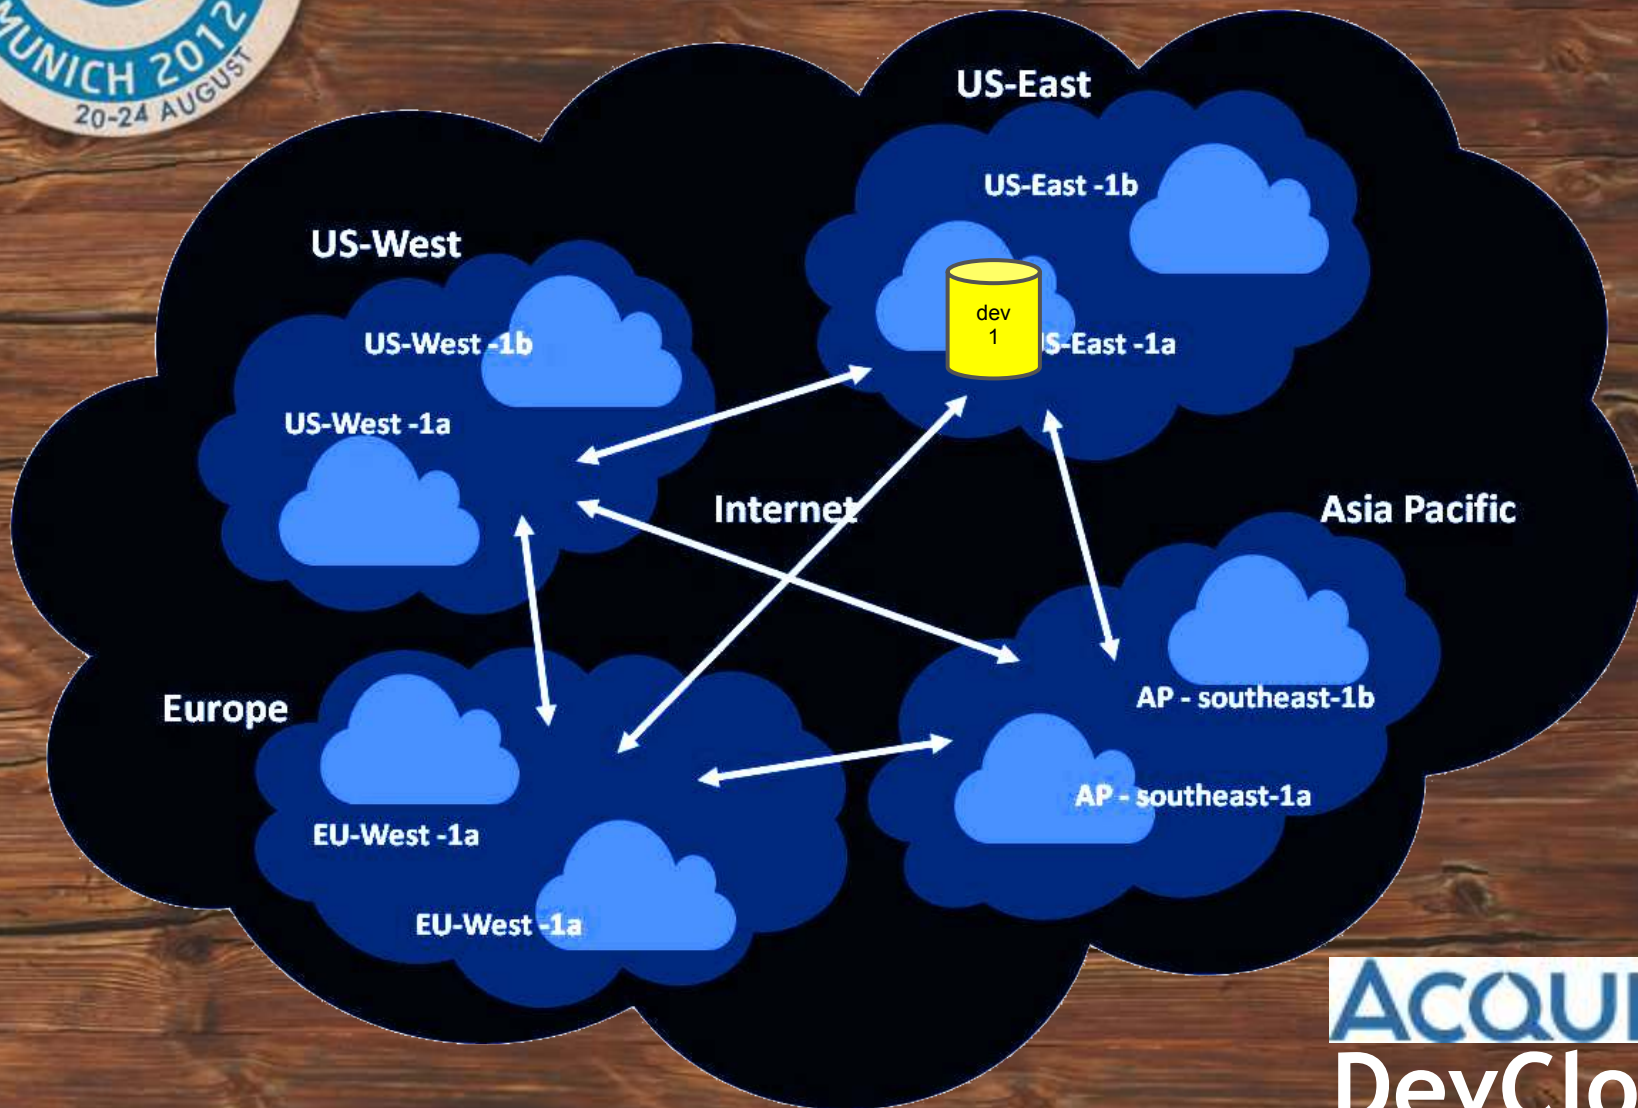 MUNICH 2012
20-24 AUGUST
US-East
US-East -1b
US-West
dev
1
US-West -1b
S-East -1a
US-West -1a
Internet
Asia Pacific
AP - southeast-1b
Europe
AP - southeast-1a
EU-West -1a
EU-West -1a
ACQUI
DevClo